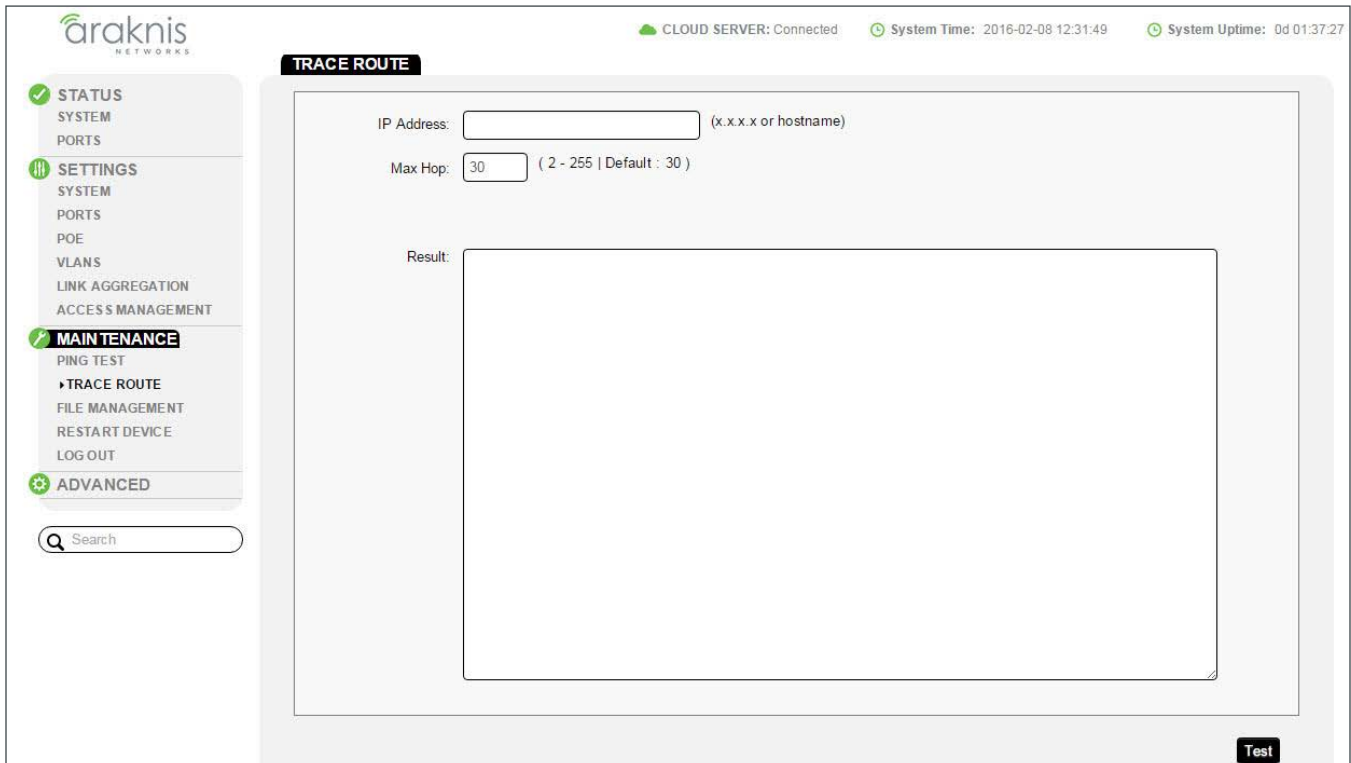 araknis
NETWORKS
CLOUD SERVER: Connected
System Time: 2016-02-08 12:31:49
System Uptime: 0d 01:37:27
TRACE ROUTE
STATUS
SYSTEM
PORTS
SETTINGS
SYSTEM
PORTS
POE
VLANS
LINK AGGREGATION
ACCESS MANAGEMENT
MAINTENANCE
PING TEST
TRACE ROUTE
FILE MANAGEMENT
RESTART DEVICE
LOG OUT
ADVANCED
Search
IP Address: (x.x.x.x or hostname)
Max Hop: 30 ( 2 - 255 | Default : 30 )
Result:
Test